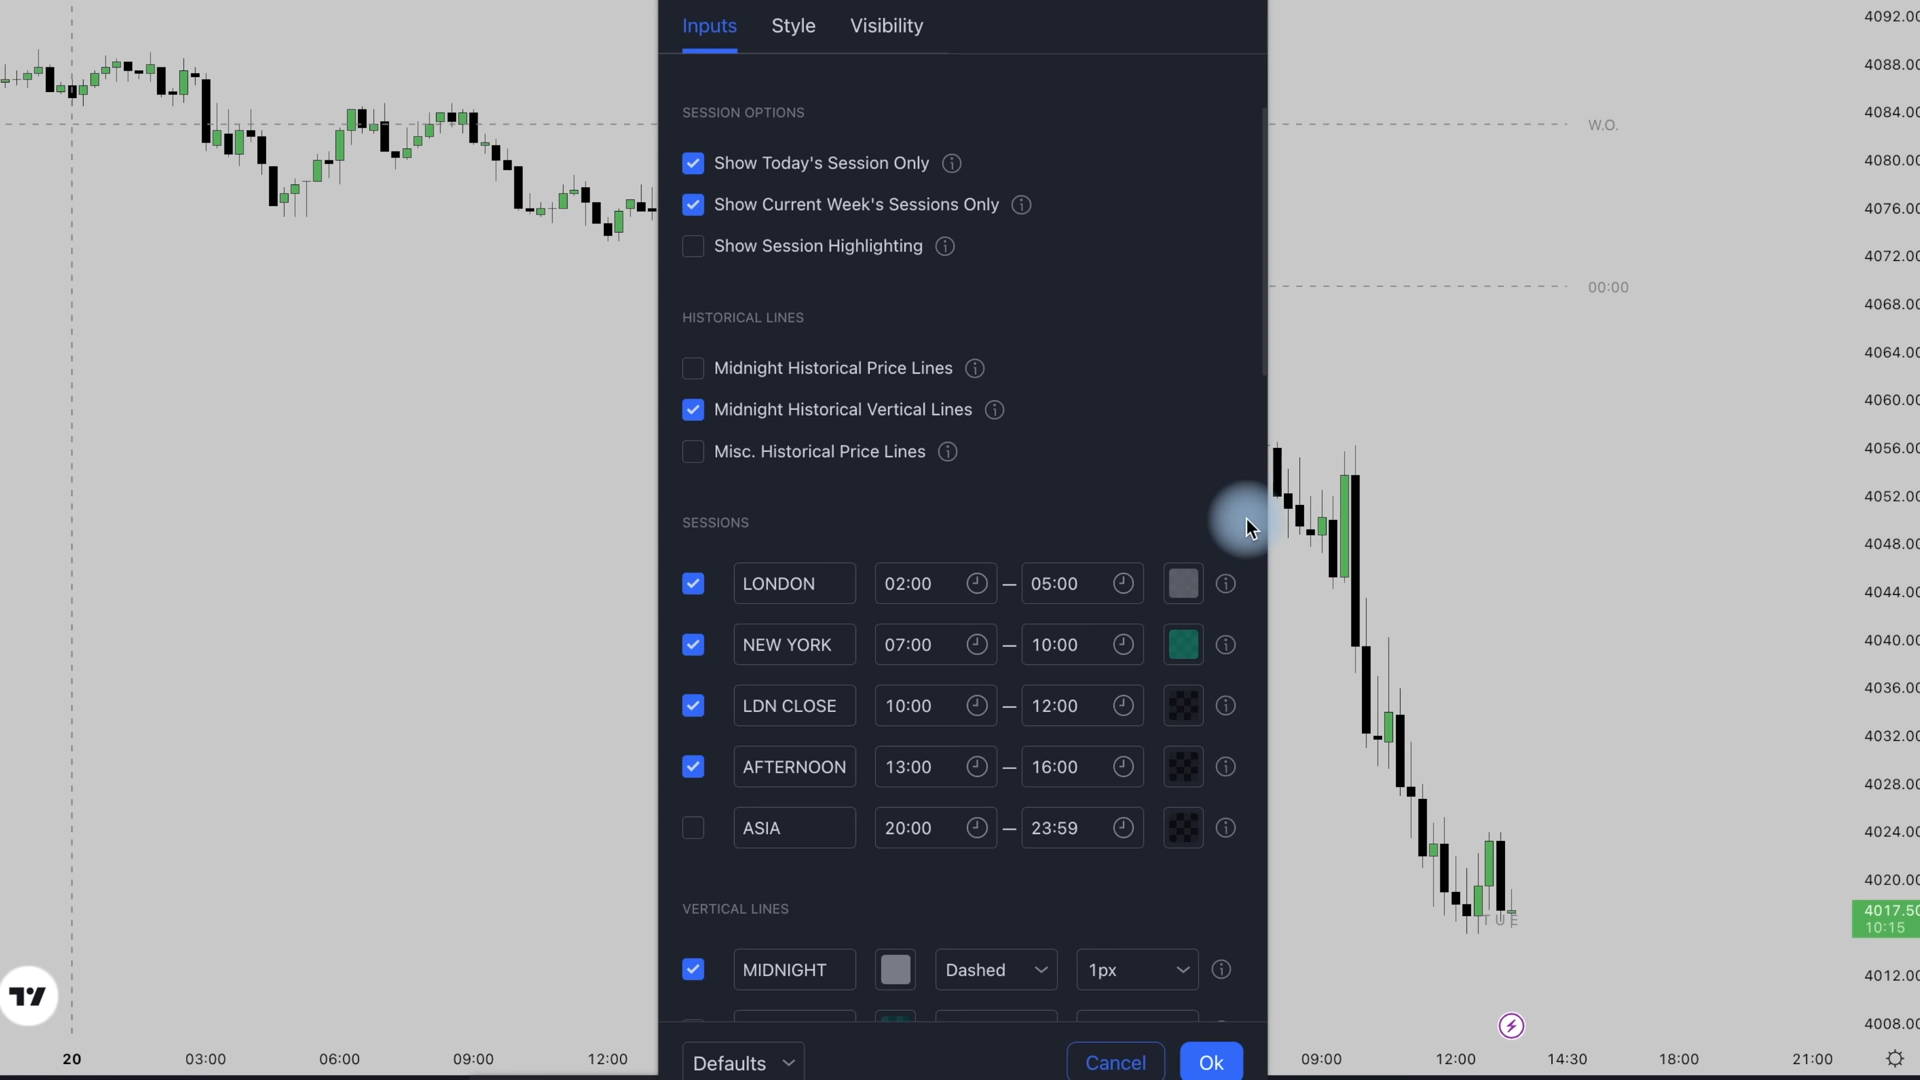 Inputs Style Visibility
SESSION OPTIONS
Show Today's Session Only
Show Current Week's Sessions Only
Show Session Highlighting
HISTORICAL LINES
Midnight Historical Price Lines
Midnight Historical Vertical Lines
Misc. Historical Price Lines
SESSIONS
LONDON 02:00 — 05:00
NEW YORK 07:00 — 10:00
LDN CLOSE 10:00 — 12:00
AFTERNOON 13:00 — 16:00
ASIA 20:00 — 23:59
VERTICAL LINES
MIDNIGHT Dashed 1px
Defaults Cancel Ok
W.O.
00:00
TUE
4092.00
4088.00
4084.00
4080.00
4076.00
4072.00
4068.00
4064.00
4060.00
4056.00
4052.00
4048.00
4044.00
4040.00
4036.00
4032.00
4028.00
4024.00
4020.00
4017.50
10:15
4012.00
4008.00
20 03:00 06:00 09:00 12:00 09:00 12:00 14:30 18:00 21:00